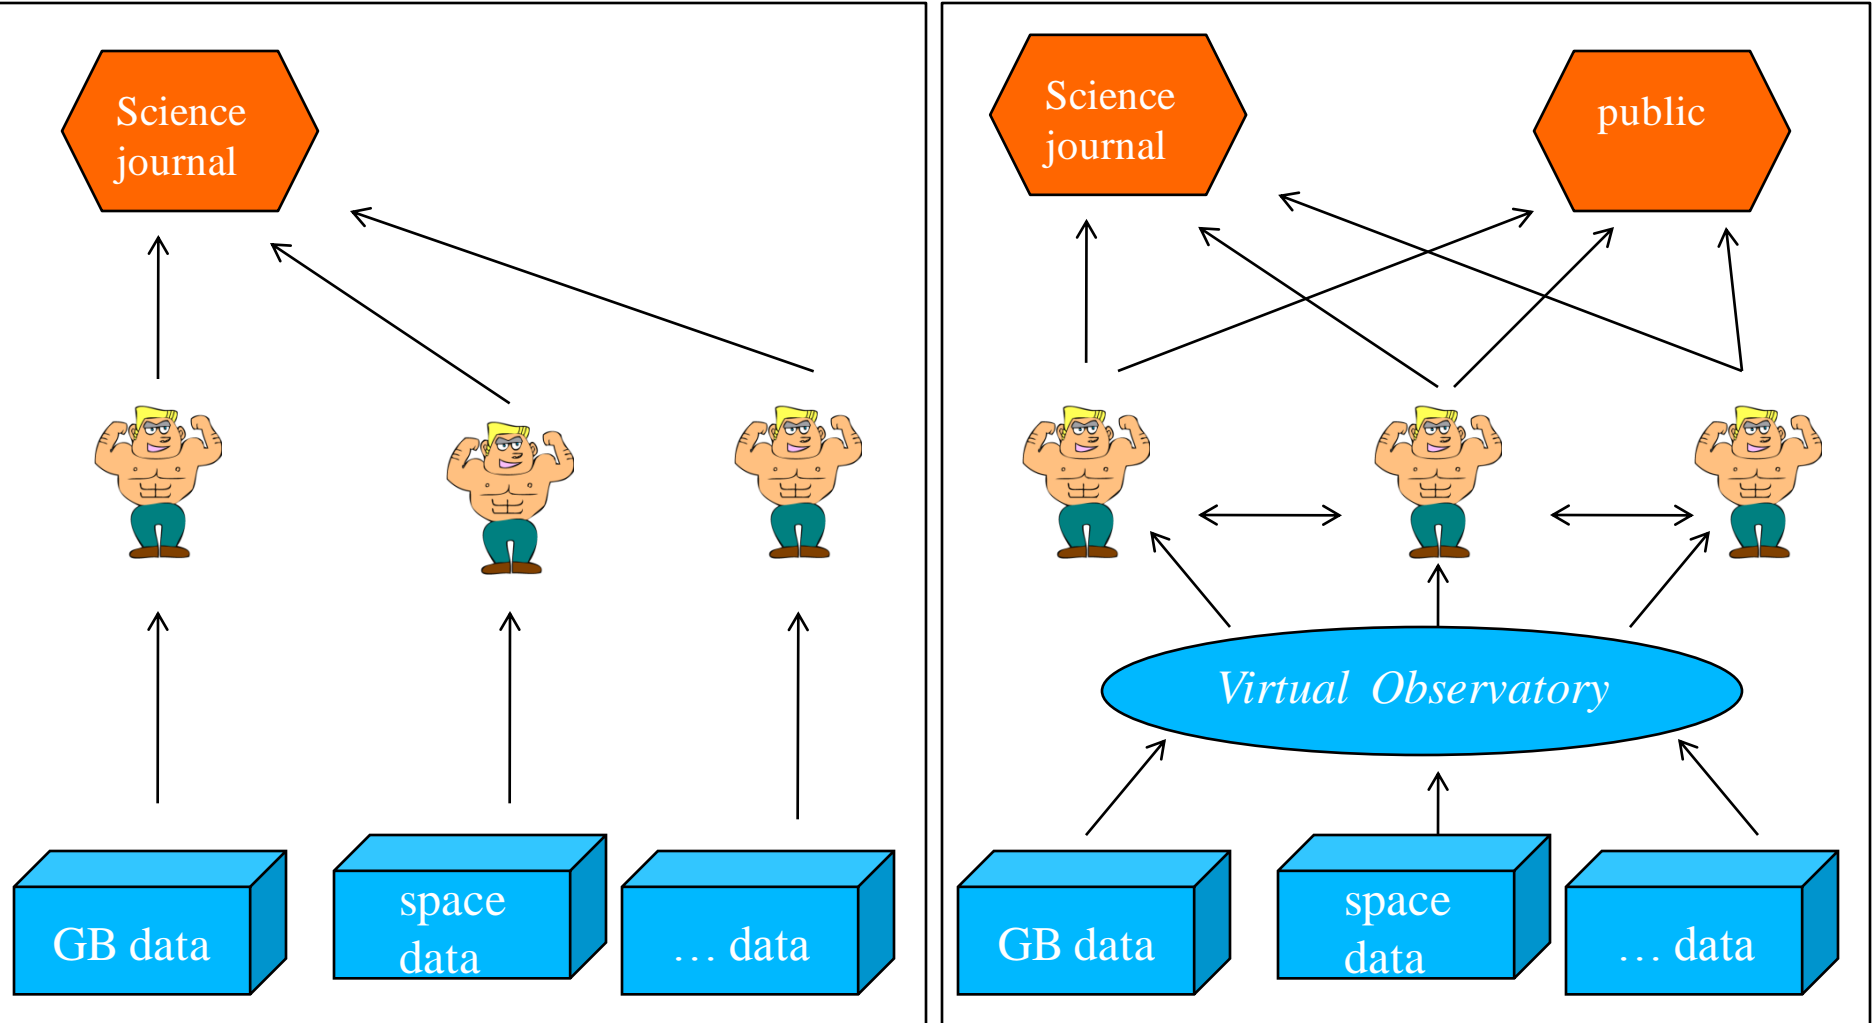 Science
journal
GB data
space
data
… data
Science
journal
public
Virtual Observatory
GB data
space
data
… data